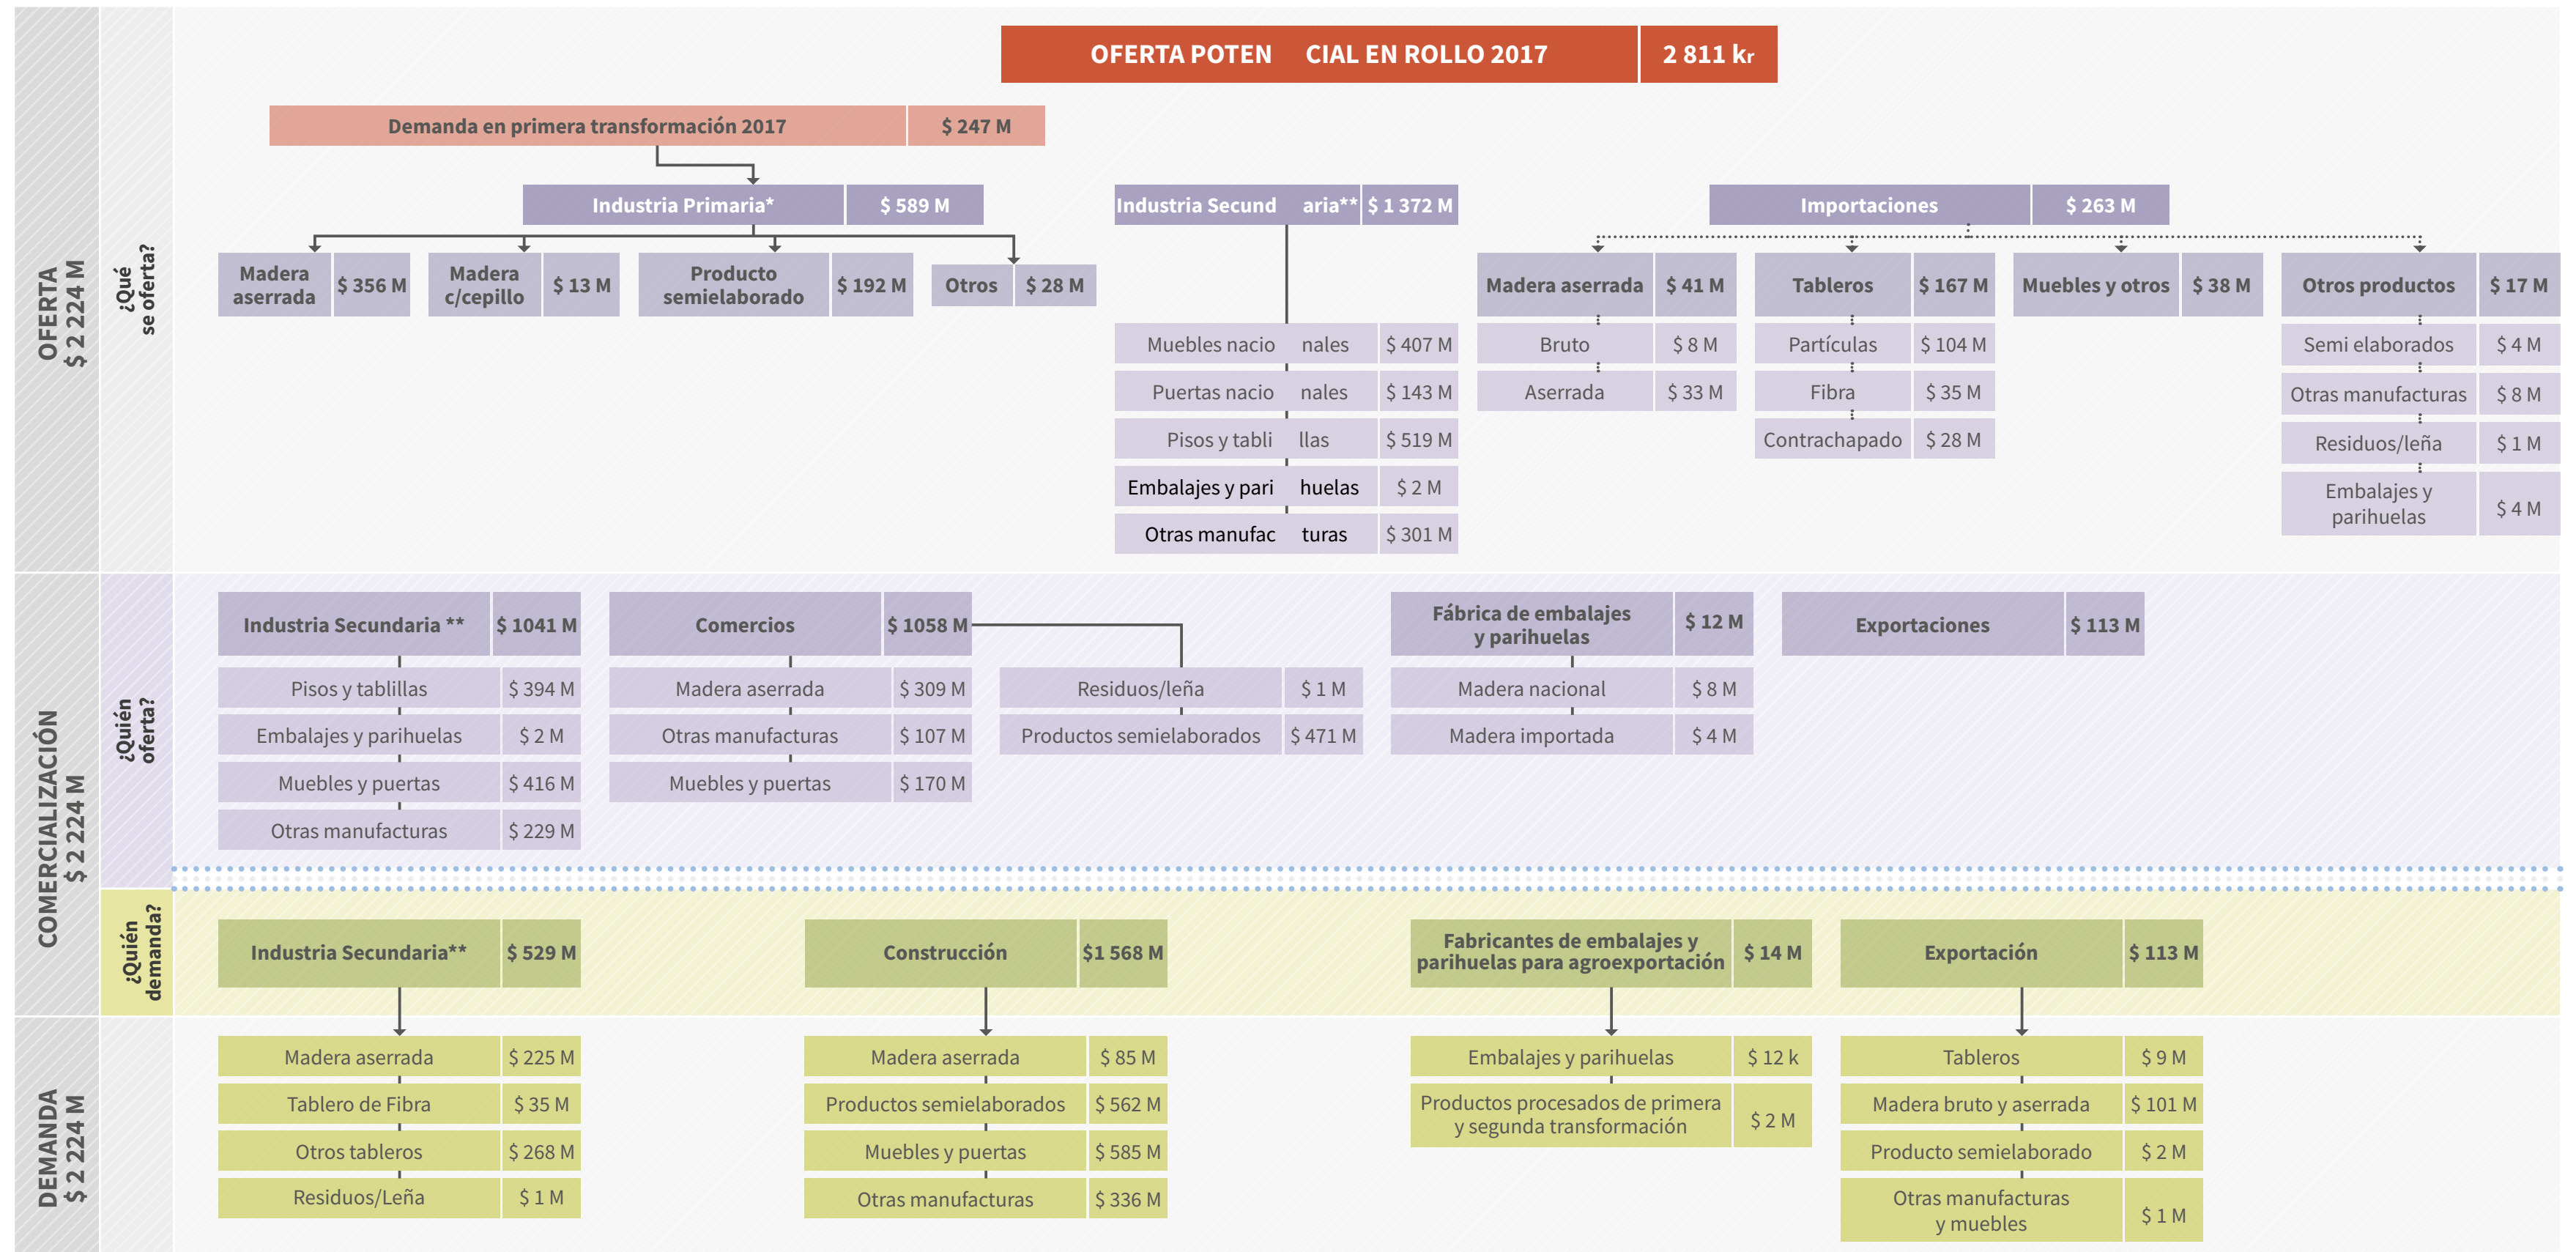 OFERTA POTEN CIAL EN ROLLO 2017 2 811 kr
Demanda en primera transformación 2017 $ 247 M
OFERTA
$ 2 224 M
¿Qué
se oferta?
Industria Primaria* $ 589 M
Madera
aserrada
$ 356 M
Madera
c/cepillo
$ 13 M
Producto
semielaborado
$ 192 M
Otros $ 28 M
Industria Secund aria** $ 1 372 M
Muebles nacio nales $ 407 M
Puertas nacio nales $ 143 M
Pisos y tabli llas $ 519 M
Embalajes y pari huelas $ 2 M
Otras manufac turas $ 301 M
Importaciones $ 263 M
Madera aserrada $ 41 M
Bruto $ 8 M
Aserrada $ 33 M
Tableros $ 167 M
Partículas $ 104 M
Fibra $ 35 M
Contrachapado $ 28 M
Muebles y otros $ 38 M
Otros productos $ 17 M
Semi elaborados $ 4 M
Otras manufacturas $ 8 M
Residuos/leña $ 1 M
Embalajes y
parihuelas
$ 4 M
COMERCIALIZACIÓN
$ 2 224 M
¿Quién
oferta?
Industria Secundaria ** $ 1041 M
Pisos y tablillas $ 394 M
Embalajes y parihuelas $ 2 M
Muebles y puertas $ 416 M
Otras manufacturas $ 229 M
Comercios $ 1058 M
Madera aserrada $ 309 M
Otras manufacturas $ 107 M
Muebles y puertas $ 170 M
Residuos/leña $ 1 M
Productos semielaborados $ 471 M
Fábrica de embalajes
y parihuelas
$ 12 M
Madera nacional $ 8 M
Madera importada $ 4 M
Exportaciones $ 113 M
¿Quién
demanda?
Industria Secundaria** $ 529 M
Construcción $1 568 M
Fabricantes de embalajes y
parihuelas para agroexportación
$ 14 M
Exportación $ 113 M
DEMANDA
$ 2 224 M
Madera aserrada $ 225 M
Tablero de Fibra $ 35 M
Otros tableros $ 268 M
Residuos/Leña $ 1 M
Madera aserrada $ 85 M
Productos semielaborados $ 562 M
Muebles y puertas $ 585 M
Otras manufacturas $ 336 M
Embalajes y parihuelas $ 12 k
Productos procesados de primera
y segunda transformación
$ 2 M
Tableros $ 9 M
Madera bruto y aserrada $ 101 M
Producto semielaborado $ 2 M
Otras manufacturas
y muebles
$ 1 M